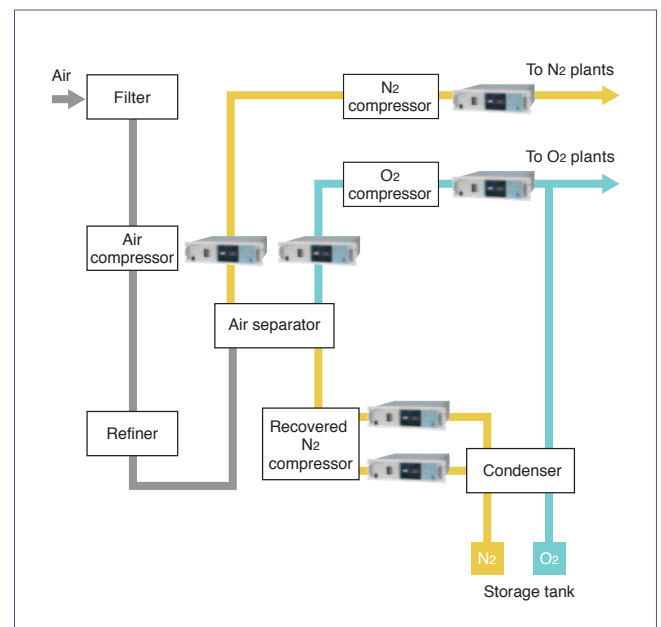 Air
Filter
N2
compressor
To N2 plants
O2
compressor
To O2 plants
Air
compressor
Air separator
Refiner
Recovered
N2
compressor
Condenser
N2
O2
Storage tank